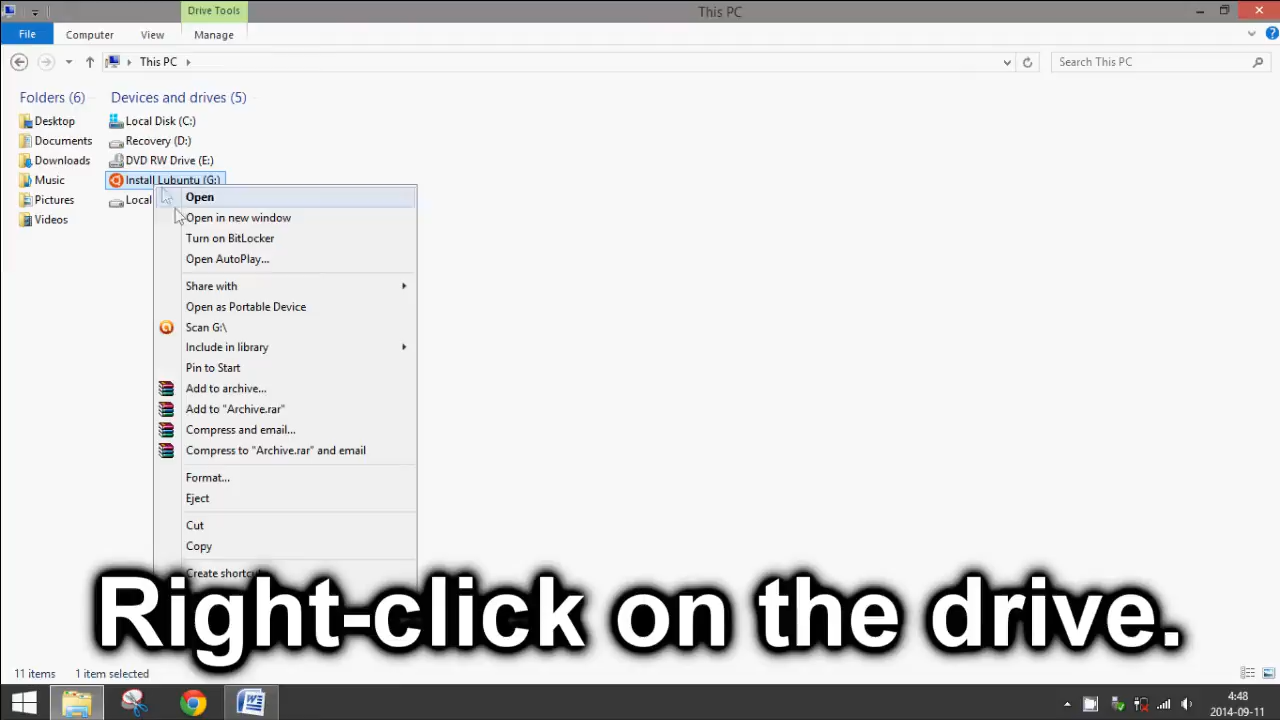 Drive Tools
This PC
File
Computer
View
Manage
This PC
Search This PC
Folders (6)
Desktop
Documents
Downloads
Music
Pictures
Videos
Devices and drives (5)
Local Disk (C:)
Recovery (D:)
DVD RW Drive (E:)
Install Lubuntu (G:)
Local
Open
Open in new window
Turn on BitLocker
Open AutoPlay...
Share with
Open as Portable Device
Scan G:\
Include in library
Pin to Start
Add to archive...
Add to "Archive.rar"
Compress and email...
Compress to "Archive.rar" and email
Format...
Eject
Cut
Copy
Create shortcut
Right-click on the drive.
11 items
1 item selected
4:48
2014-09-11